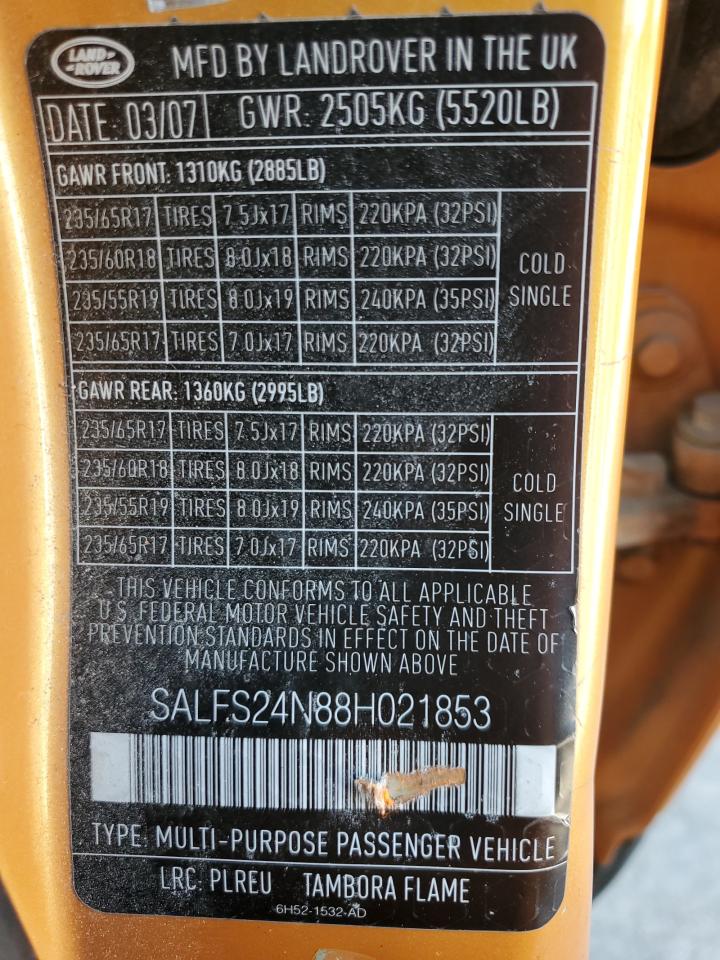 LAND ROVER MFD BY LANDROVER IN THE UK
DATE: 03/07 GWR: 2505KG (5520LB)
GAWR FRONT: 1310KG (2885LB)
235/65R17 TIRES 7.5Jx17 RIMS 220KPA (32PSI)
235/60R18 TIRES 8.0Jx18 RIMS 220KPA (32PSI)
235/55R19 TIRES 8.0Jx19 RIMS 240KPA (35PSI)
235/65R17 TIRES 7.0Jx17 RIMS 220KPA (32PSI)
COLD
SINGLE
GAWR REAR: 1360KG (2995LB)
235/65R17 TIRES 7.5Jx17 RIMS 220KPA (32PSI)
235/60R18 TIRES 8.0Jx18 RIMS 220KPA (32PSI)
235/55R19 TIRES 8.0Jx19 RIMS 240KPA (35PSI)
235/65R17 TIRES 7.0Jx17 RIMS 220KPA (32PSI)
COLD
SINGLE
THIS VEHICLE CONFORMS TO ALL APPLICABLE
U.S. FEDERAL MOTOR VEHICLE SAFETY AND THEFT
PREVENTION STANDARDS IN EFFECT ON THE DATE OF
MANUFACTURE SHOWN ABOVE
SALFS24N88H021853
TYPE: MULTI-PURPOSE PASSENGER VEHICLE
LRC: PLREU TAMBORA FLAME
6H52-1532-AD